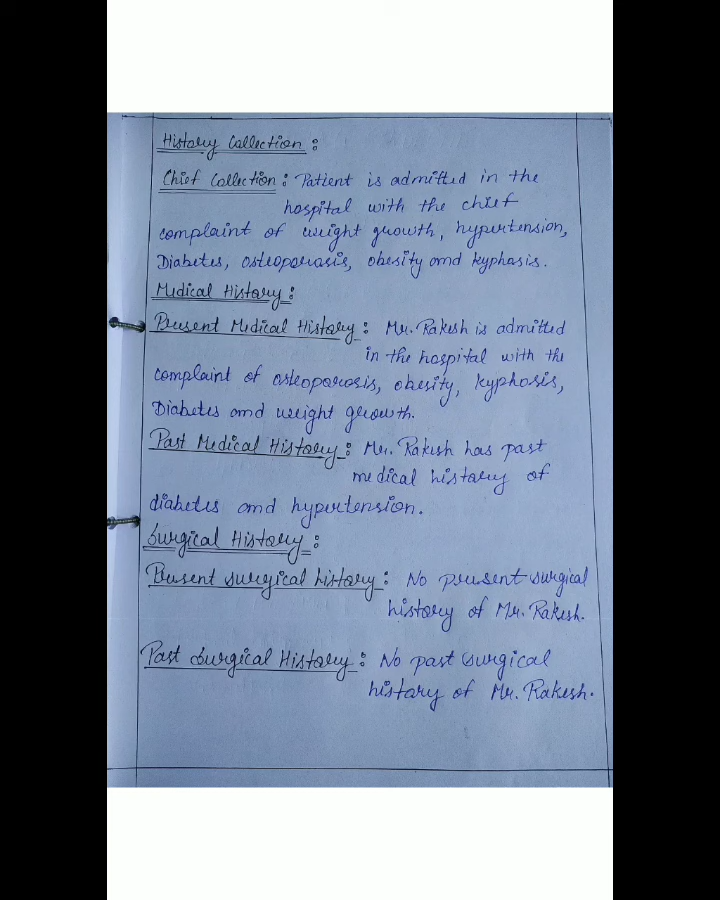 History Collection :
Chief Collection : Patient is admitted in the
hospital with the chief
complaint of weight growth, hypertension,
Diabetes, osteoporosis, obesity and kyphasis.
Medical History :
Present Medical History : Mr. Rakesh is admitted
in the hospital with the
complaint of osteoporosis, obesity, kyphosis,
Diabetes and weight growth.
Past Medical History : Mr. Rakesh has past
medical history of
diabetes and hypertension.
Surgical History :
Present surgical history : No present surgical
history of Mr. Rakesh.
Past Surgical History : No past surgical
history of Mr. Rakesh.